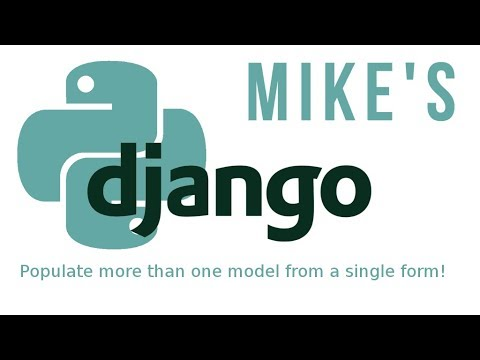 MIKE'S
django
Populate more than one model from a single form!